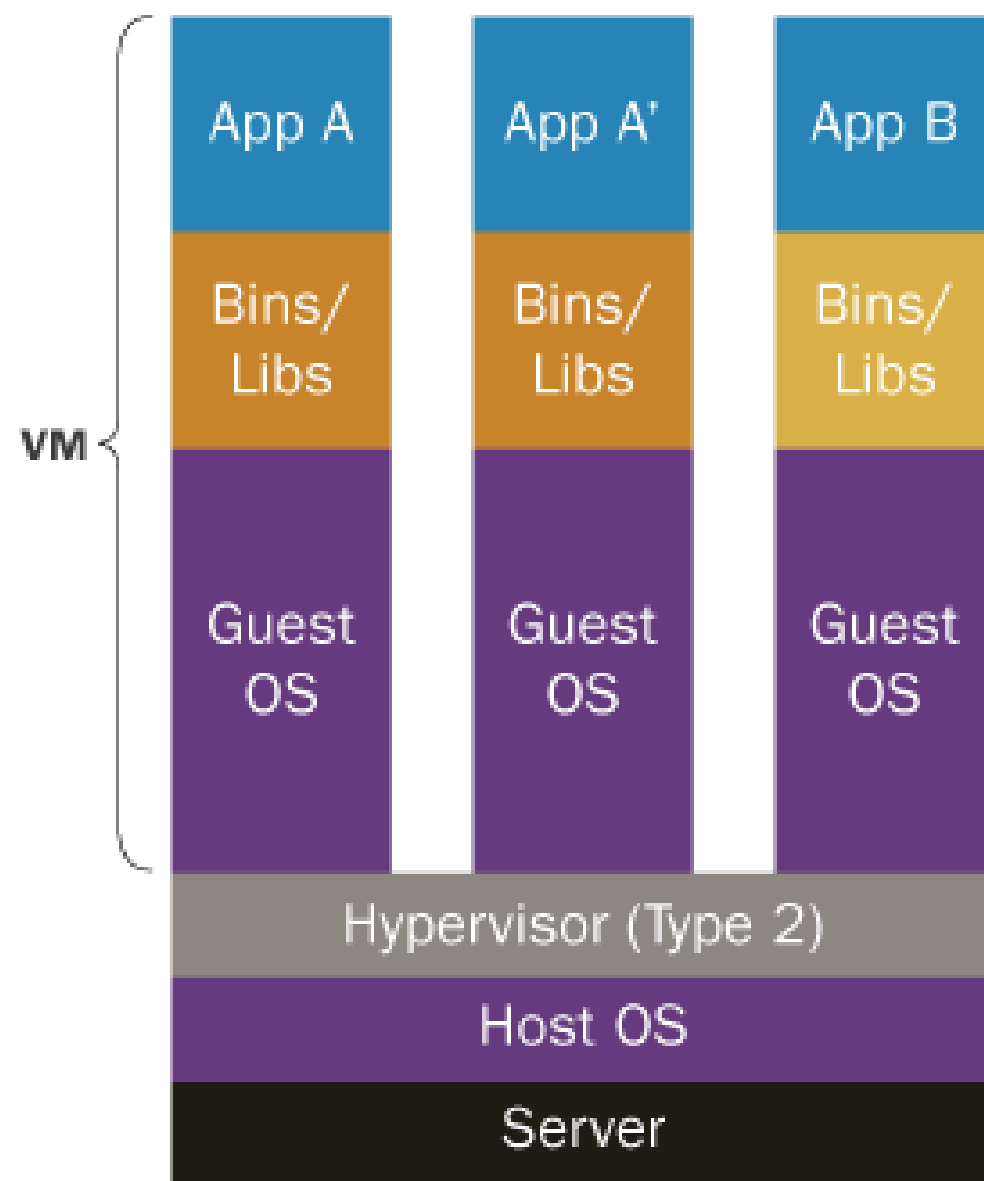 App A
App A'
App B
Bins/
Libs
Bins/
Libs
Bins/
Libs
VM
Guest
OS
Guest
OS
Guest
OS
Hypervisor (Type 2)
Host OS
Server